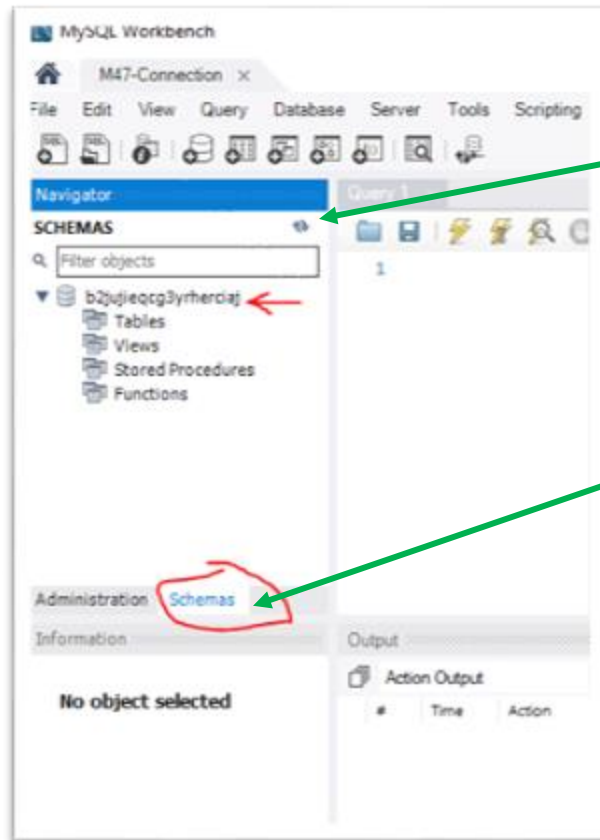 MySQL Workbench
M47-Connection ×
File Edit View Query Database Server Tools Scripting
Navigator
Query 1
SCHEMAS
Filter objects
1
b2jujieqcg3yrherciaj
Tables
Views
Stored Procedures
Functions
Administration Schemas
Information
Output
Action Output
No object selected
# Time Action